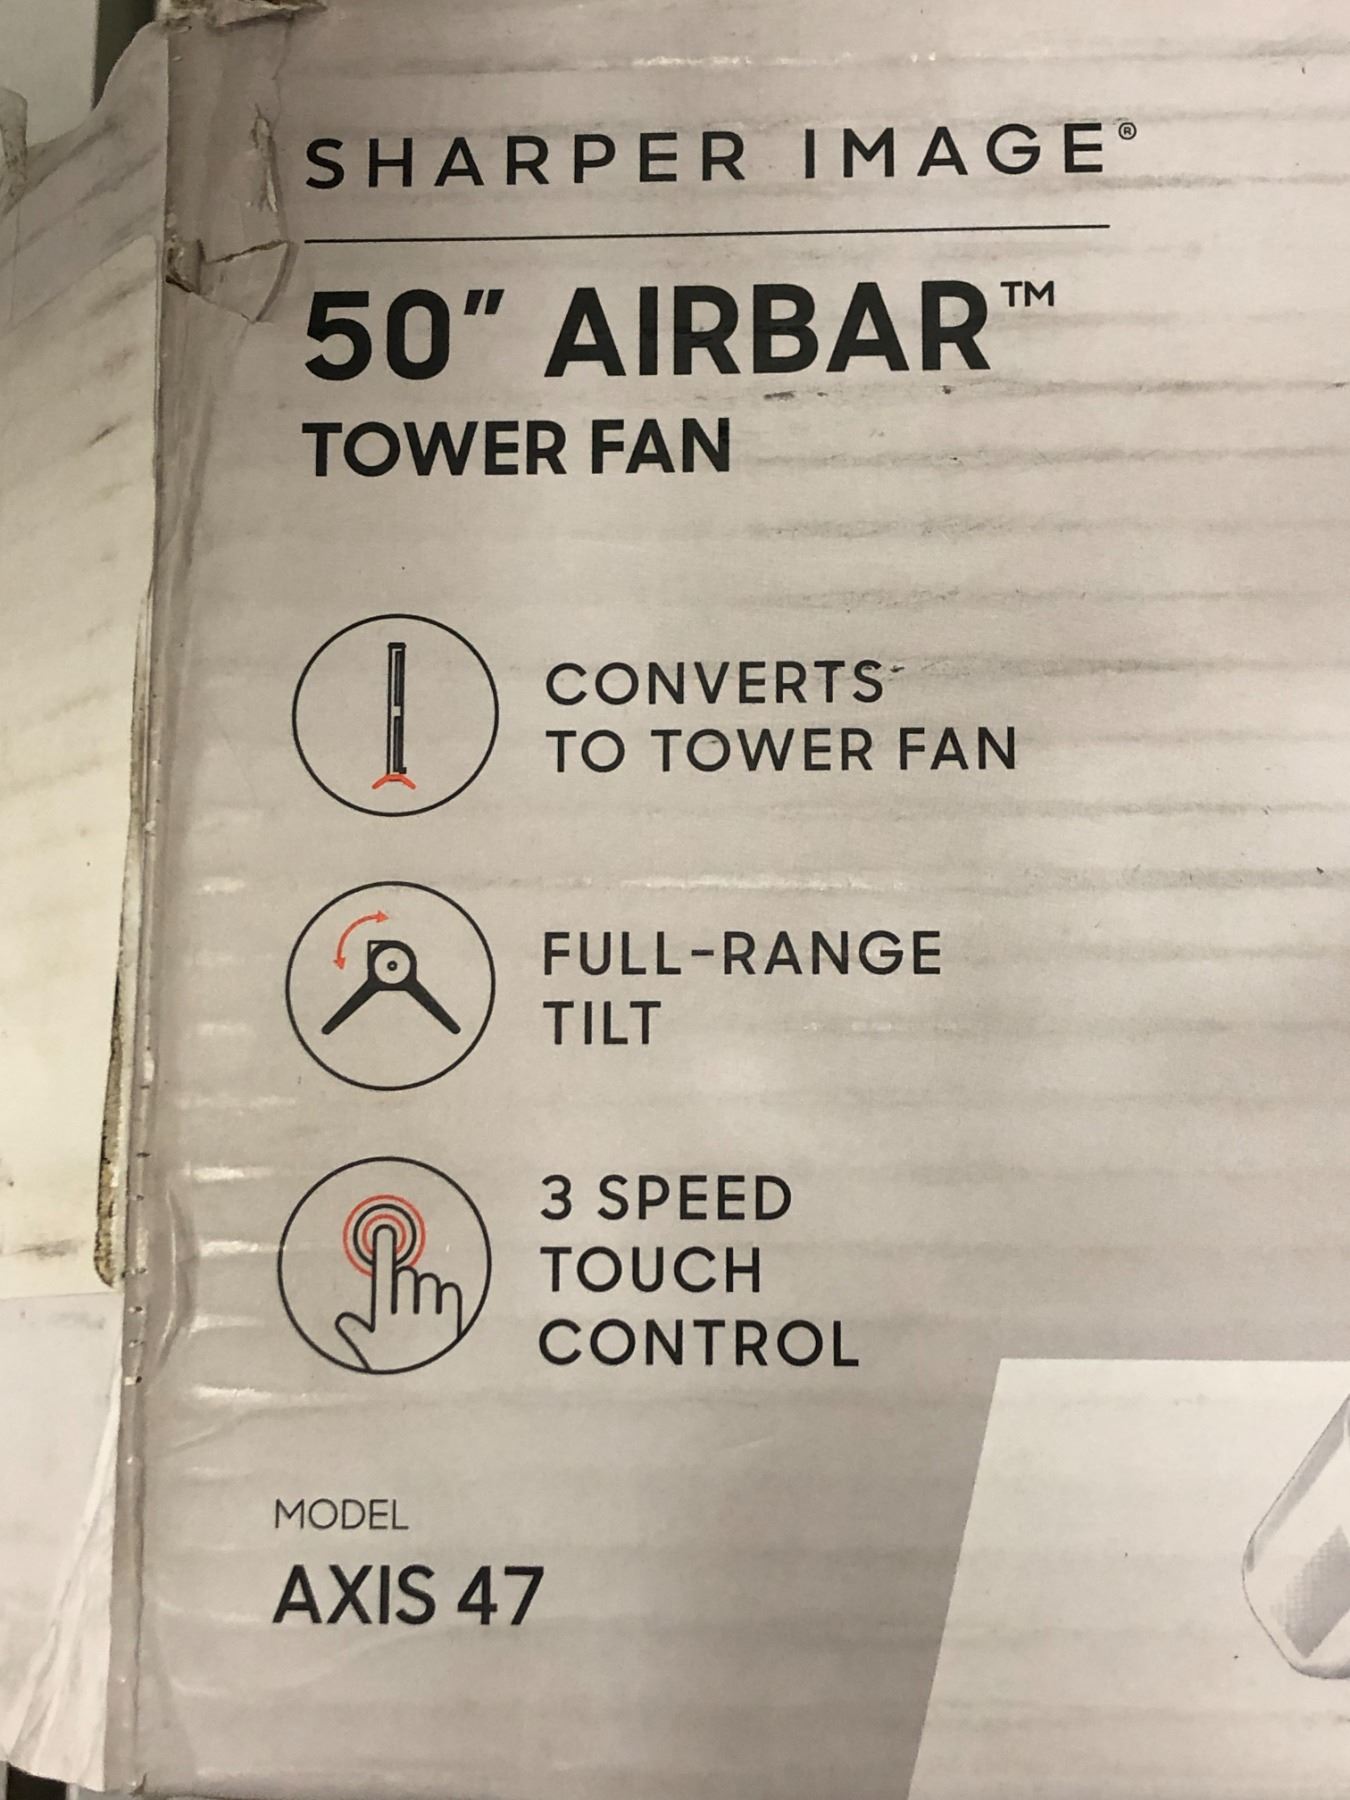 SHARPER IMAGE®
50" AIRBAR™
TOWER FAN
CONVERTS
TO TOWER FAN
FULL-RANGE
TILT
3 SPEED
TOUCH
CONTROL
MODEL
AXIS 47